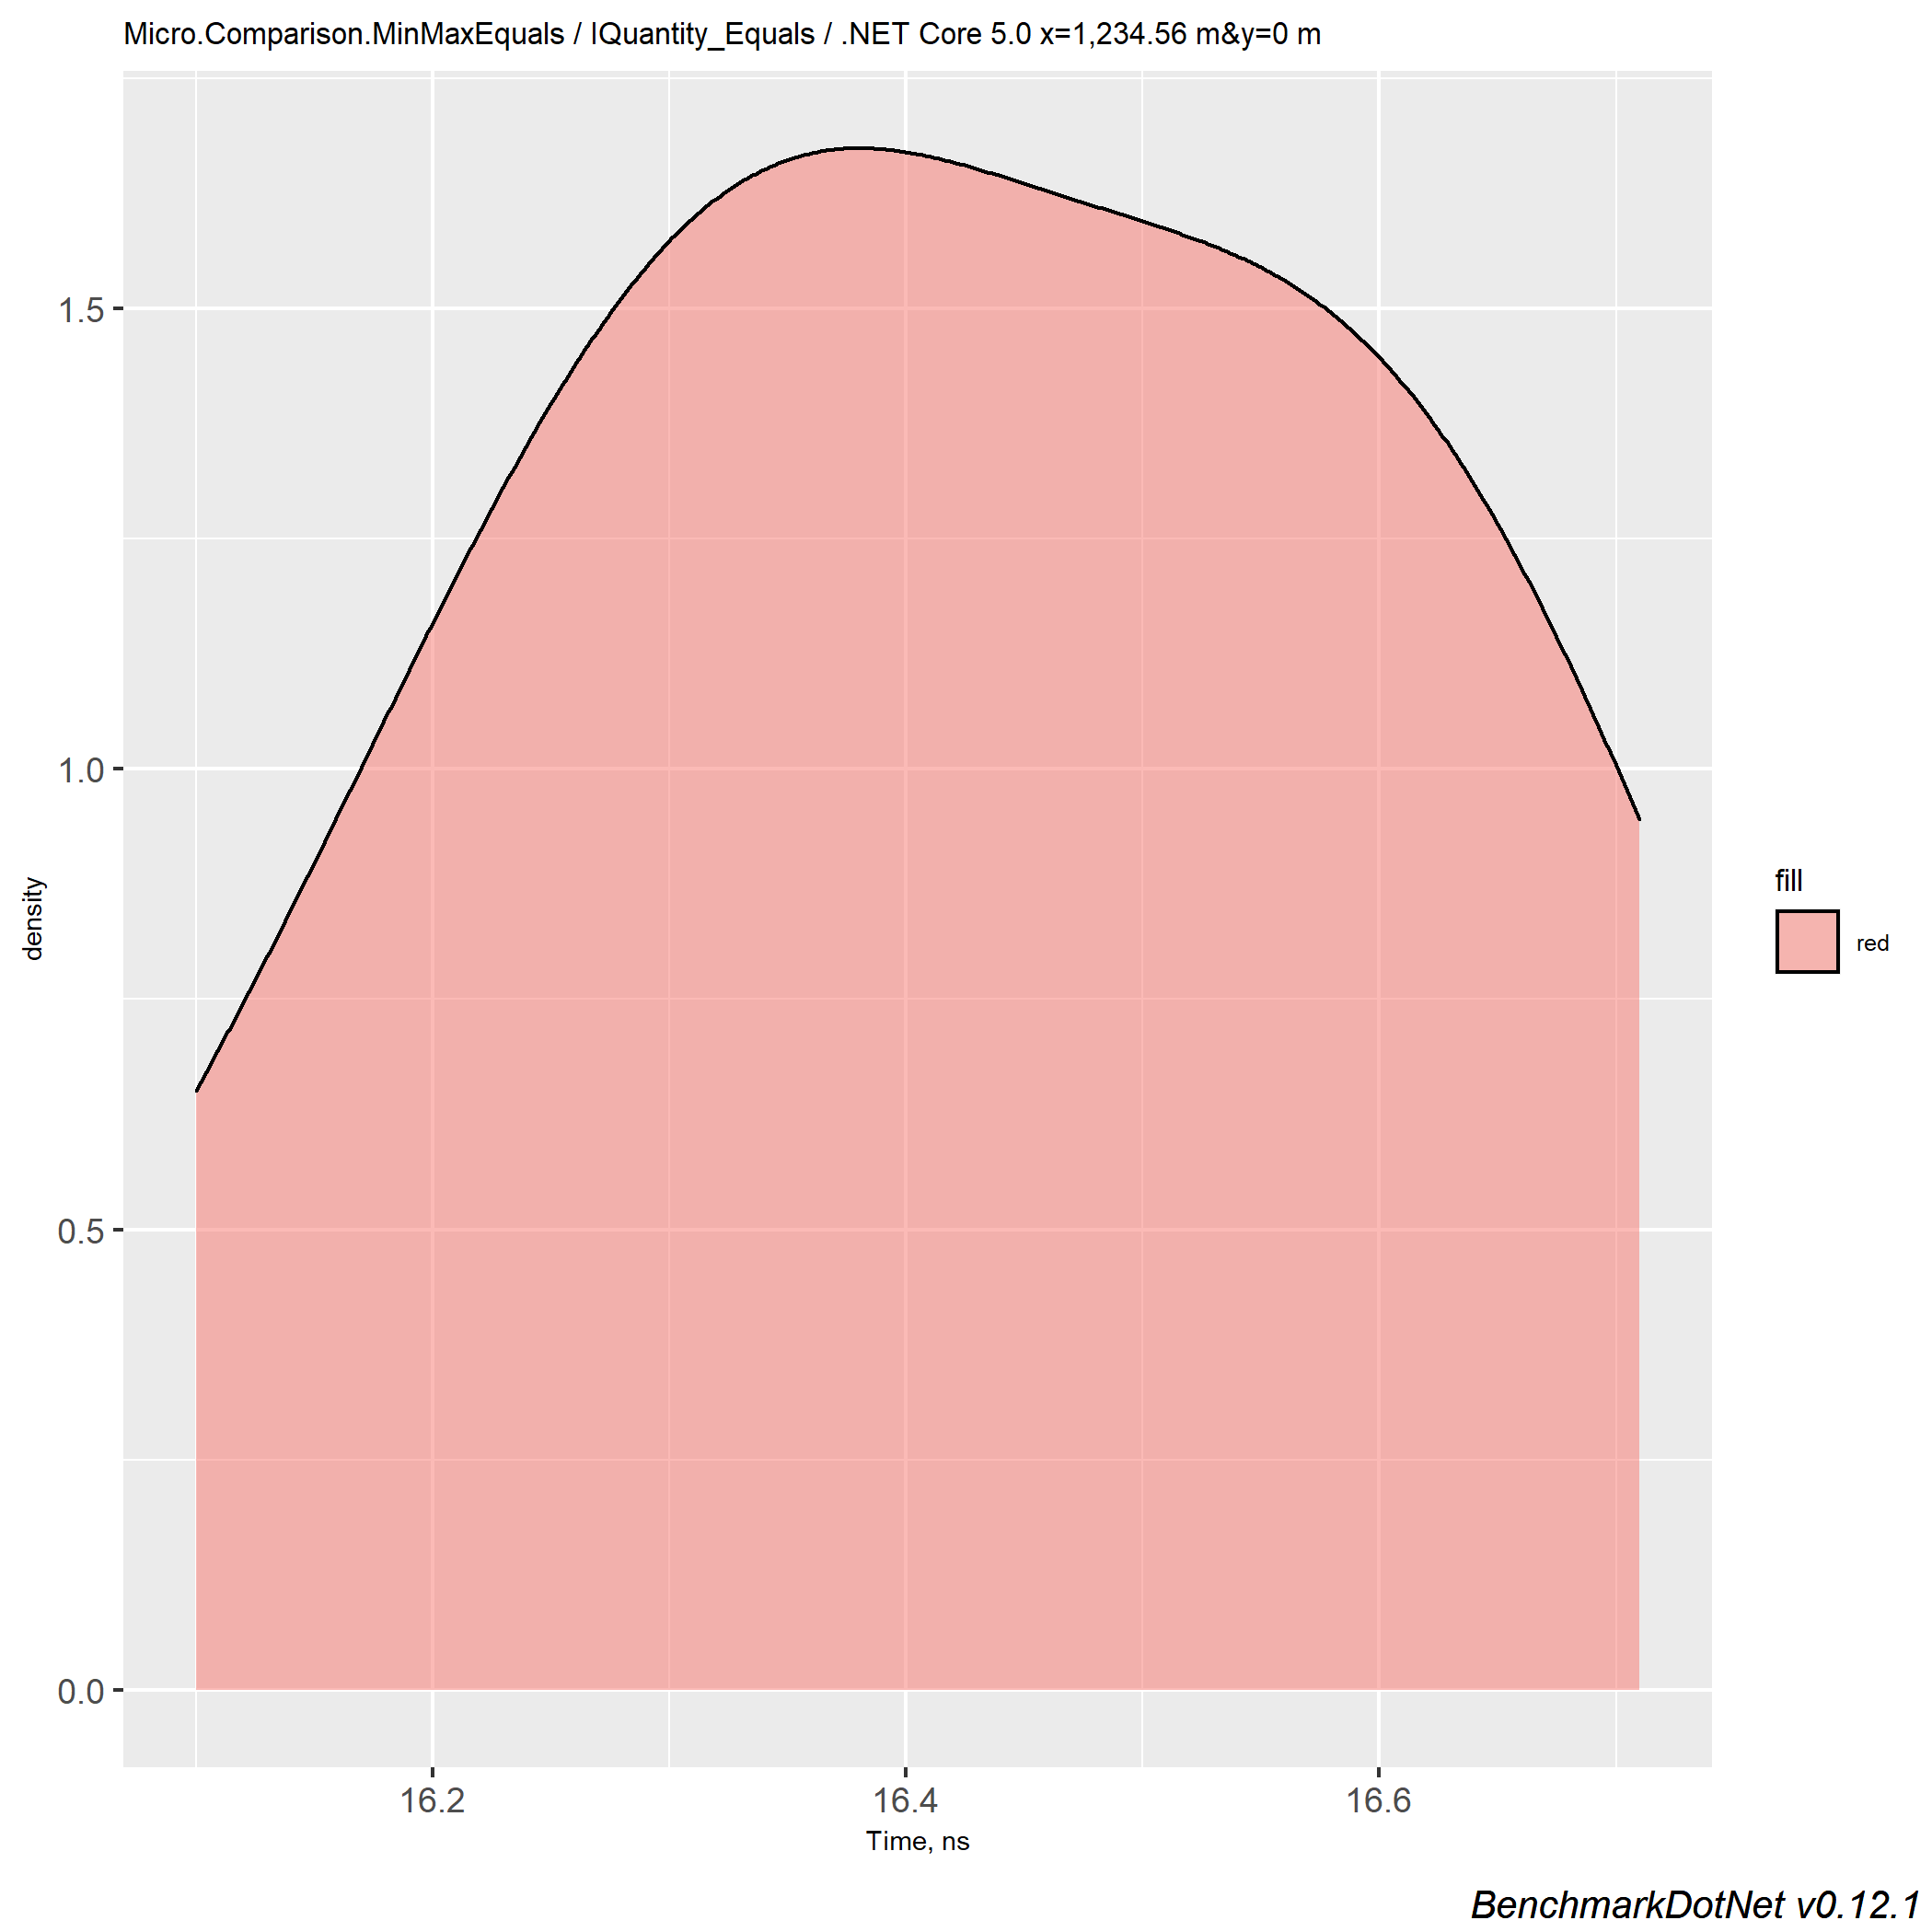 Micro.Comparison.MinMaxEquals / IQuantity_Equals / .NET Core 5.0 x=1,234.56 m&y=0 m
density
1.5
1.0
0.5
0.0
16.2
16.4
16.6
Time, ns
fill
red
BenchmarkDotNet v0.12.1